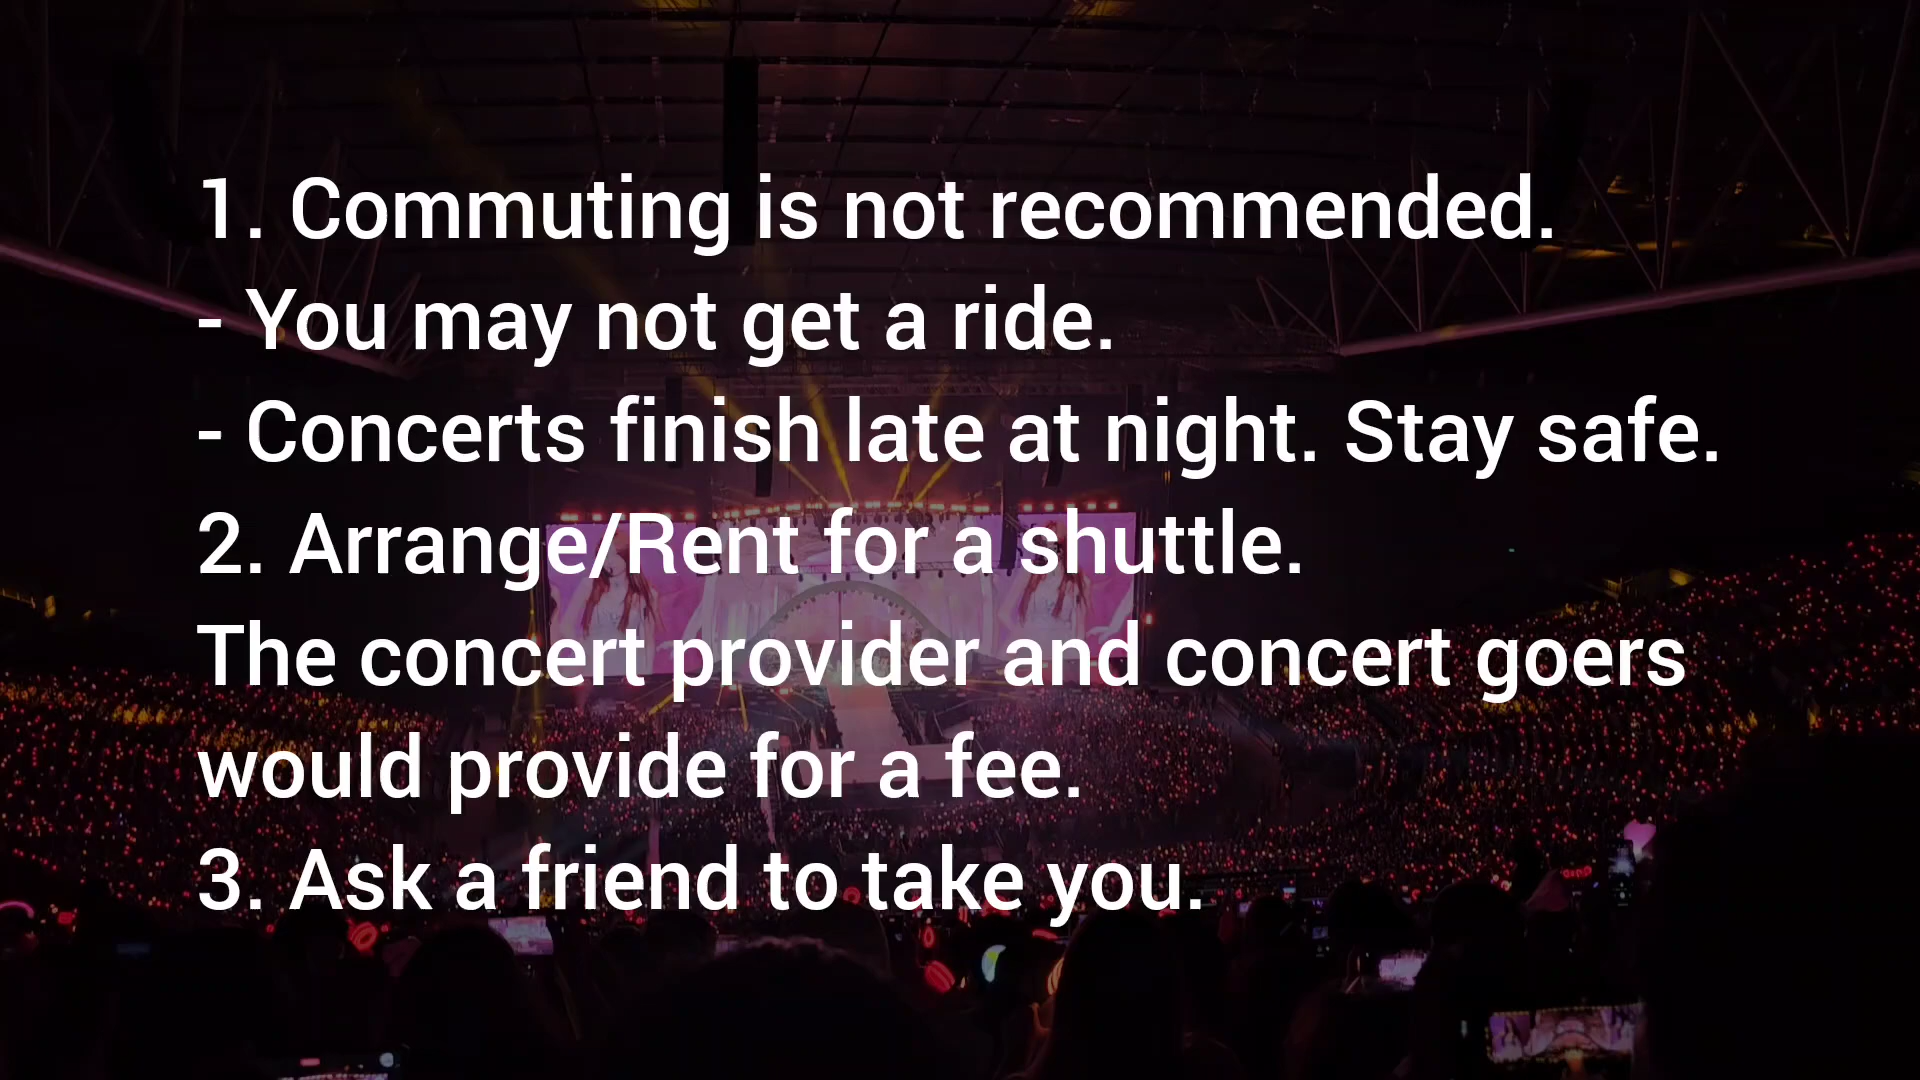 1. Commuting is not recommended.
- You may not get a ride.
- Concerts finish late at night. Stay safe.
2. Arrange/Rent for a shuttle.
The concert provider and concert goers
would provide for a fee.
3. Ask a friend to take you.